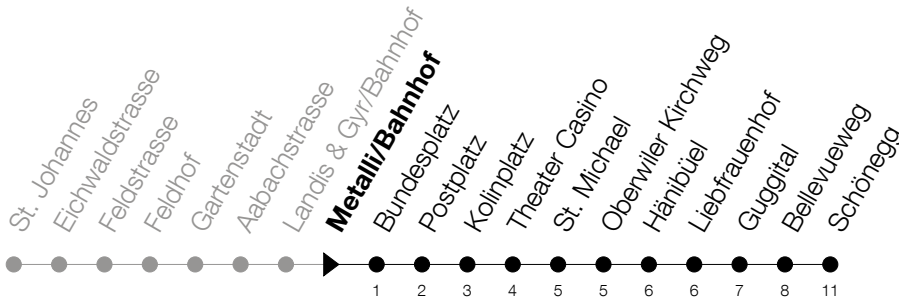 St. Johannes
Eichwaldstrasse
Feldstrasse
Feldhof
Gartenstadt
Aabachstrasse
Landis & Gyr/Bahnhof
Metalli/Bahnhof
Bundesplatz
Postplatz
Kolinplatz
Theater Casino
St. Michael
Oberwiler Kirchweg
Hänibüel
Liebfrauenhof
Guggital
Bellevueweg
Schönegg
1 2 3 4 5 5 6 6 7 8 11